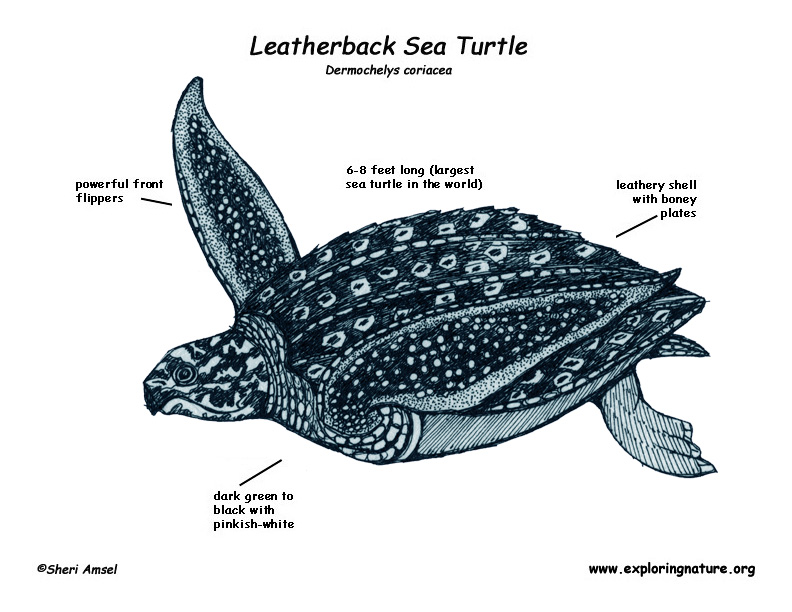 Leatherback Sea Turtle
Dermochelys coriacea
6-8 feet long (largest
sea turtle in the world)
powerful front
flippers
leathery shell
with boney
plates
dark green to
black with
pinkish-white
©Sheri Amsel
www.exploringnature.org